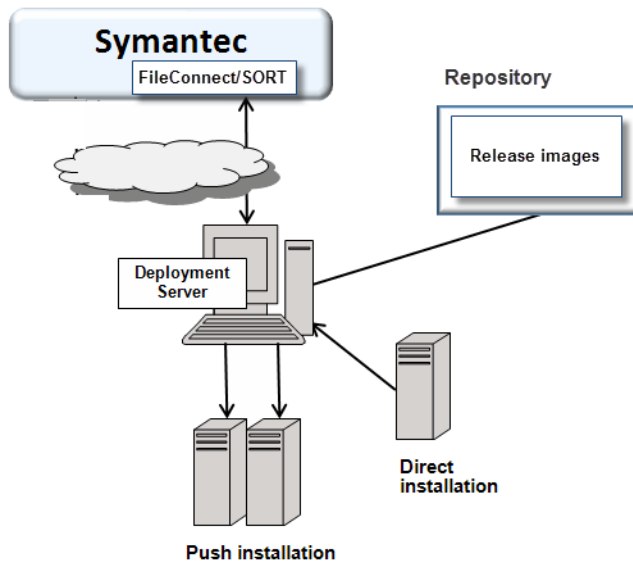 Symantec
FileConnect/SORT
Repository
Release images
Deployment
Server
Direct
installation
Push installation